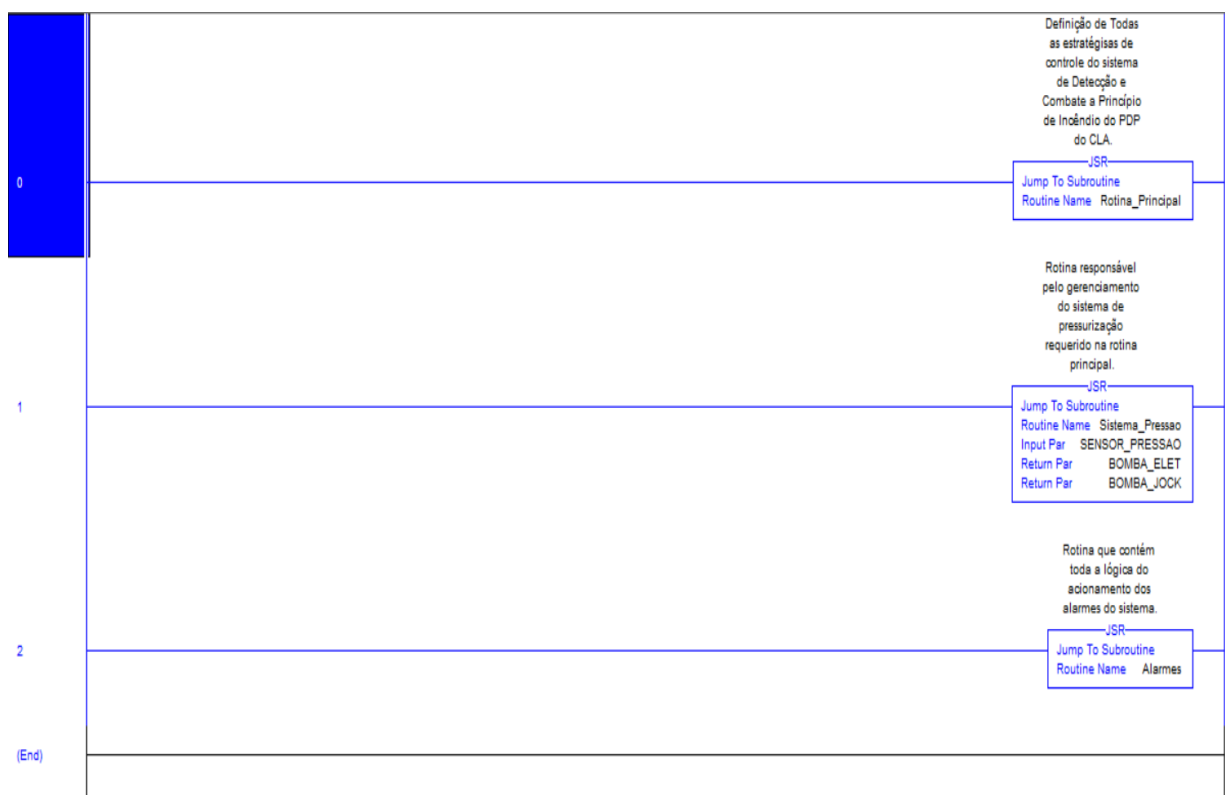 Definição de Todas
as estratégisas de
controle do sistema
de Detecção e
Combate a Princípio
de Incêndio do PDP
do CLA.
JSR
0
Jump To Subroutine
Routine Name Rotina_Principal
Rotina responsável
pelo gerenciamento
do sistema de
pressurização
requerido na rotina
principal.
JSR
1
Jump To Subroutine
Routine Name Sistema_Pressao
Input Par SENSOR_PRESSAO
Return Par BOMBA_ELET
Return Par BOMBA_JOCK
Rotina que contém
toda a lógica do
acionamento dos
alarmes do sistema.
JSR
2
Jump To Subroutine
Routine Name Alarmes
(End)